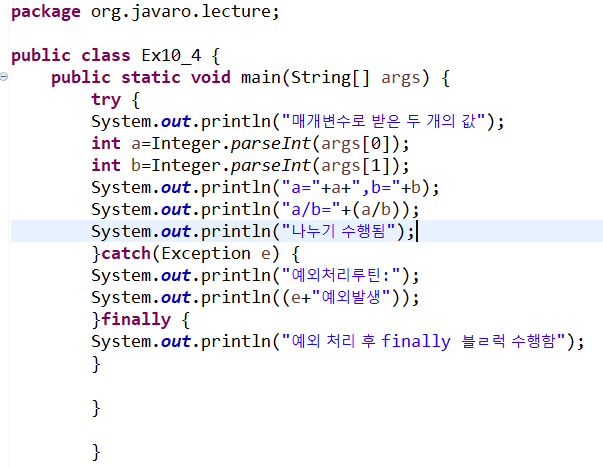 package org.javaro.lecture;
public class Ex10_4 {
public static void main(String[] args) {
try {
System.out.println("매개변수로 받은 두 개의 값");
int a=Integer.parseInt(args[0]);
int b=Integer.parseInt(args[1]);
System.out.println("a="+a+",b="+b);
System.out.println("a/b="+(a/b));
System.out.println("나누기 수행됨");
}catch(Exception e) {
System.out.println("예외처리루틴:");
System.out.println((e+"예외발생"));
}finally {
System.out.println("예외 처리 후 finally 블ㄹ럭 수행함");
}
}
}